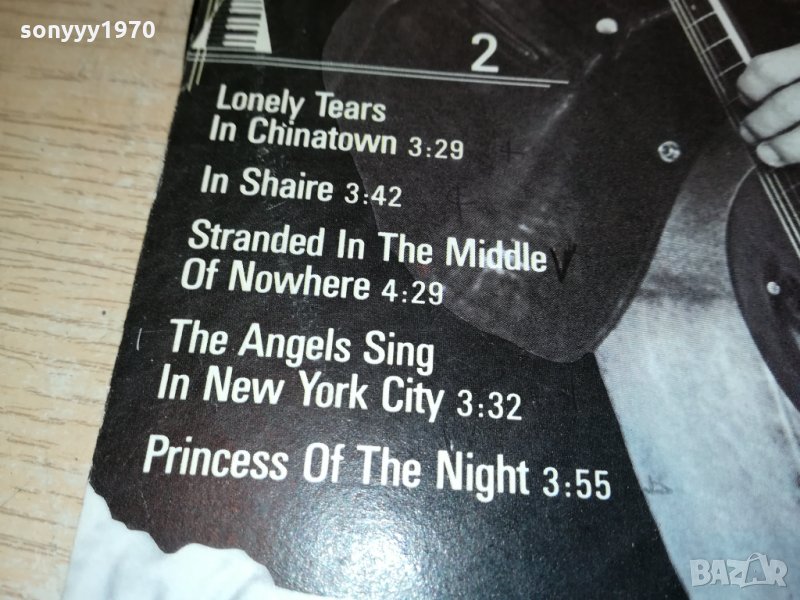 sonyyy1970
2
Lonely Tears
In Chinatown 3:29
In Shaire 3:42
Stranded In The Middle
Of Nowhere 4:29
The Angels Sing
In New York City 3:32
Princess Of The Night 3:55
BAZAR